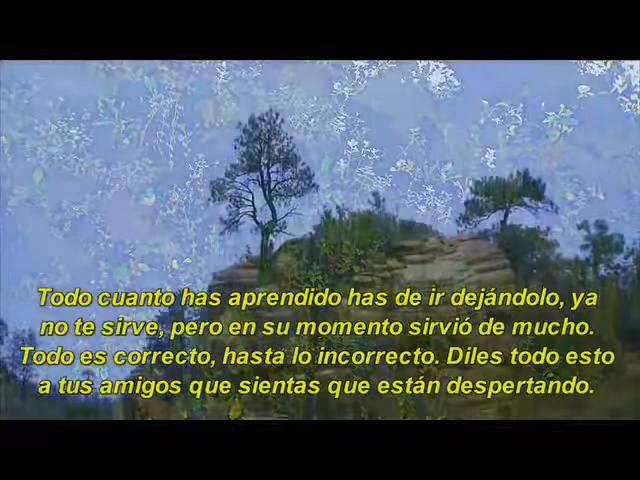 Todo cuanto has aprendido has de ir dejándolo, ya
no te sirve, pero en su momento sirvió de mucho.
Todo es correcto, hasta lo incorrecto. Diles todo esto
a tus amigos que sientas que están despertando.